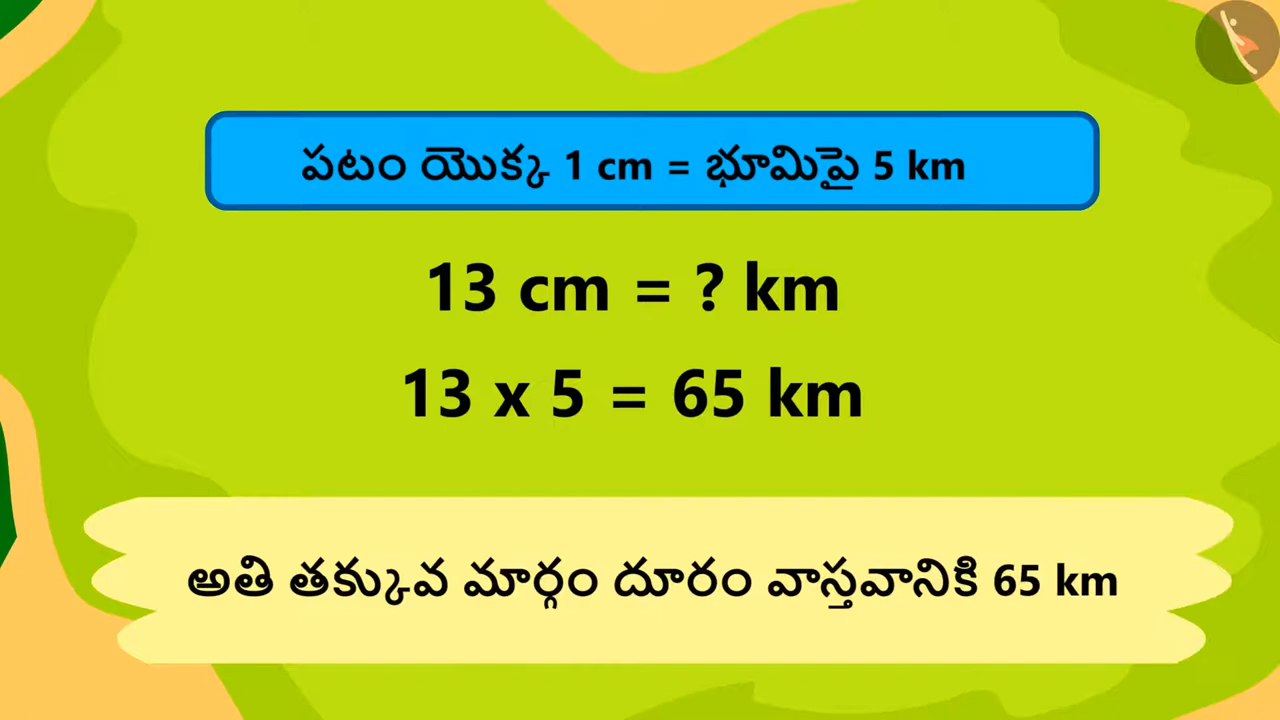 పటం యొక్క 1 cm = భూమిపై 5 km
13 cm = ? km
13 x 5 = 65 km
అతి తక్కువ మార్గం దూరం వాస్తవానికి 65 km